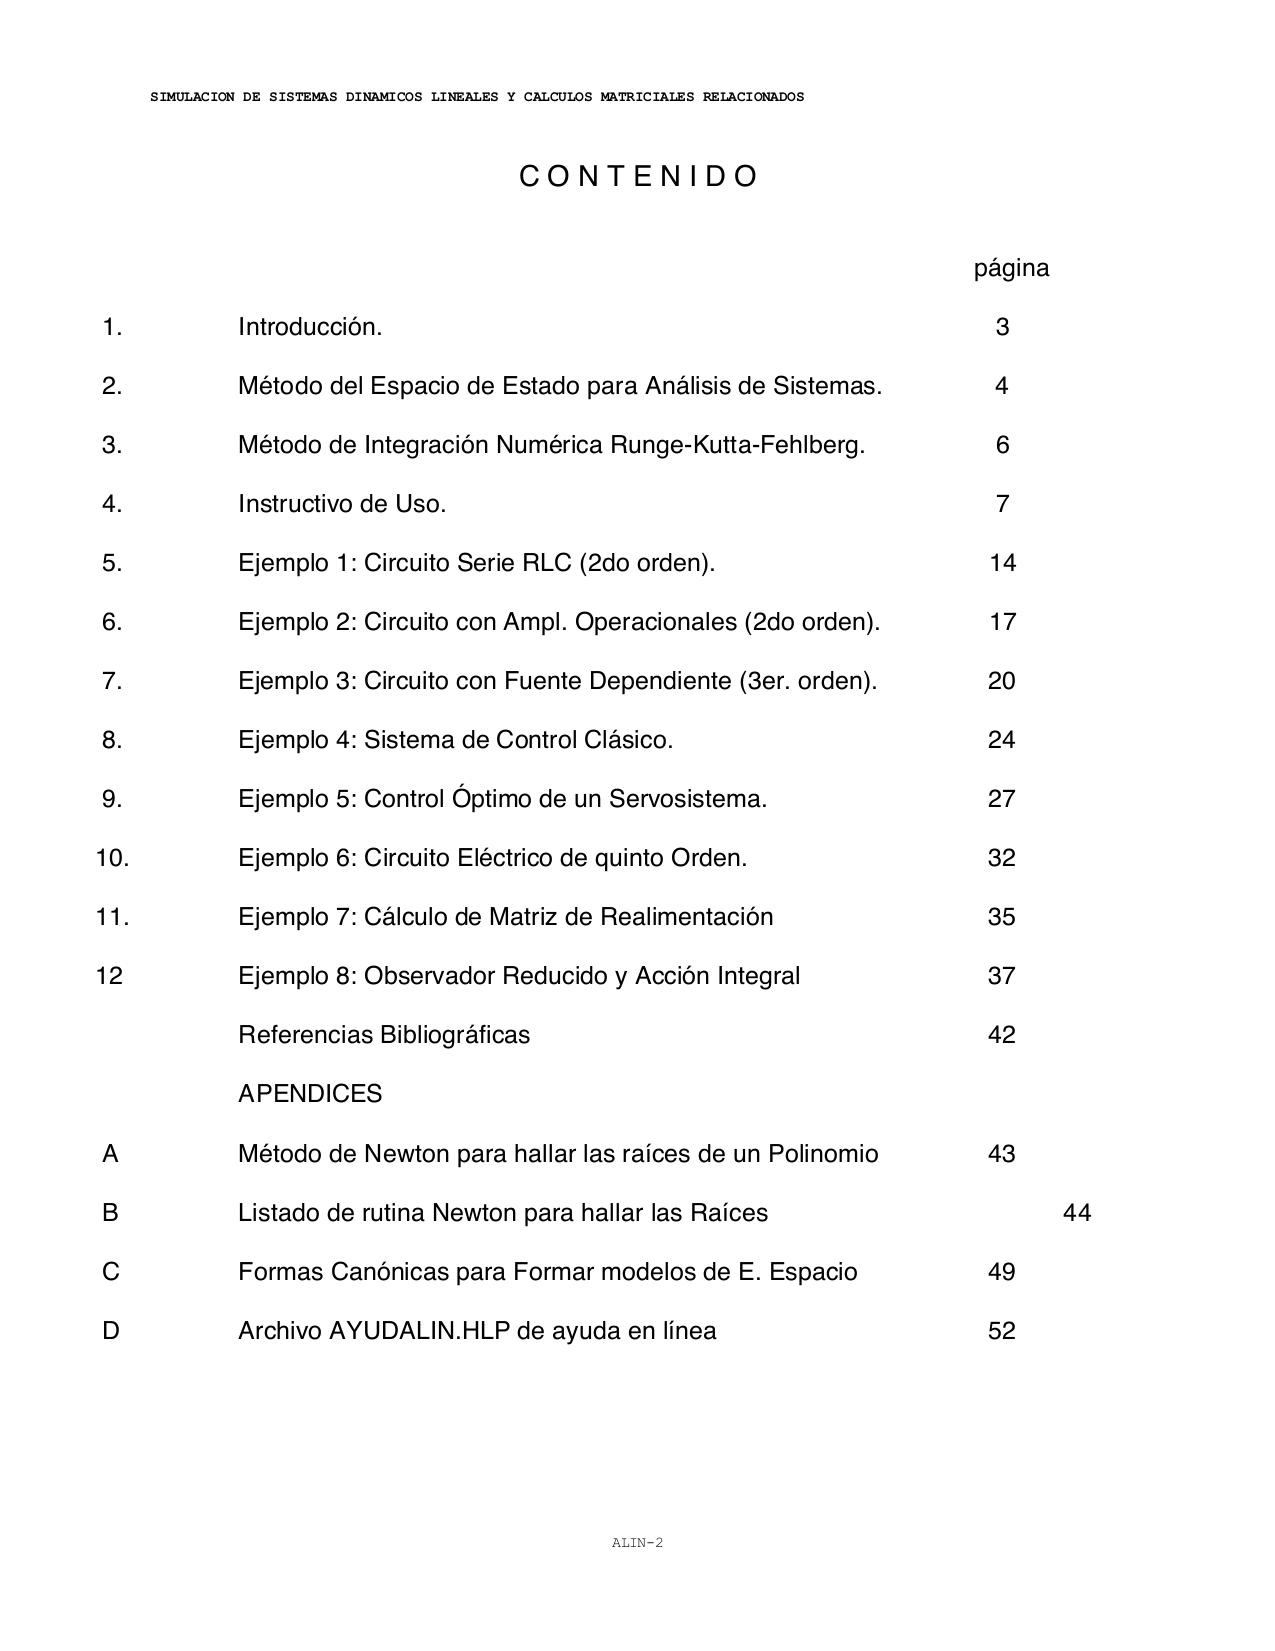 SIMULACION DE SISTEMAS DINAMICOS LINEALES Y CALCULOS MATRICIALES RELACIONADOS
CONTENIDO
página
1. Introducción. 3
2. Método del Espacio de Estado para Análisis de Sistemas. 4
3. Método de Integración Numérica Runge-Kutta-Fehlberg. 6
4. Instructivo de Uso. 7
5. Ejemplo 1: Circuito Serie RLC (2do orden). 14
6. Ejemplo 2: Circuito con Ampl. Operacionales (2do orden). 17
7. Ejemplo 3: Circuito con Fuente Dependiente (3er. orden). 20
8. Ejemplo 4: Sistema de Control Clásico. 24
9. Ejemplo 5: Control Óptimo de un Servosistema. 27
10. Ejemplo 6: Circuito Eléctrico de quinto Orden. 32
11. Ejemplo 7: Cálculo de Matriz de Realimentación 35
12 Ejemplo 8: Observador Reducido y Acción Integral 37
Referencias Bibliográficas 42
APENDICES
A Método de Newton para hallar las raíces de un Polinomio 43
B Listado de rutina Newton para hallar las Raíces 44
C Formas Canónicas para Formar modelos de E. Espacio 49
D Archivo AYUDALIN.HLP de ayuda en línea 52
ALIN-2